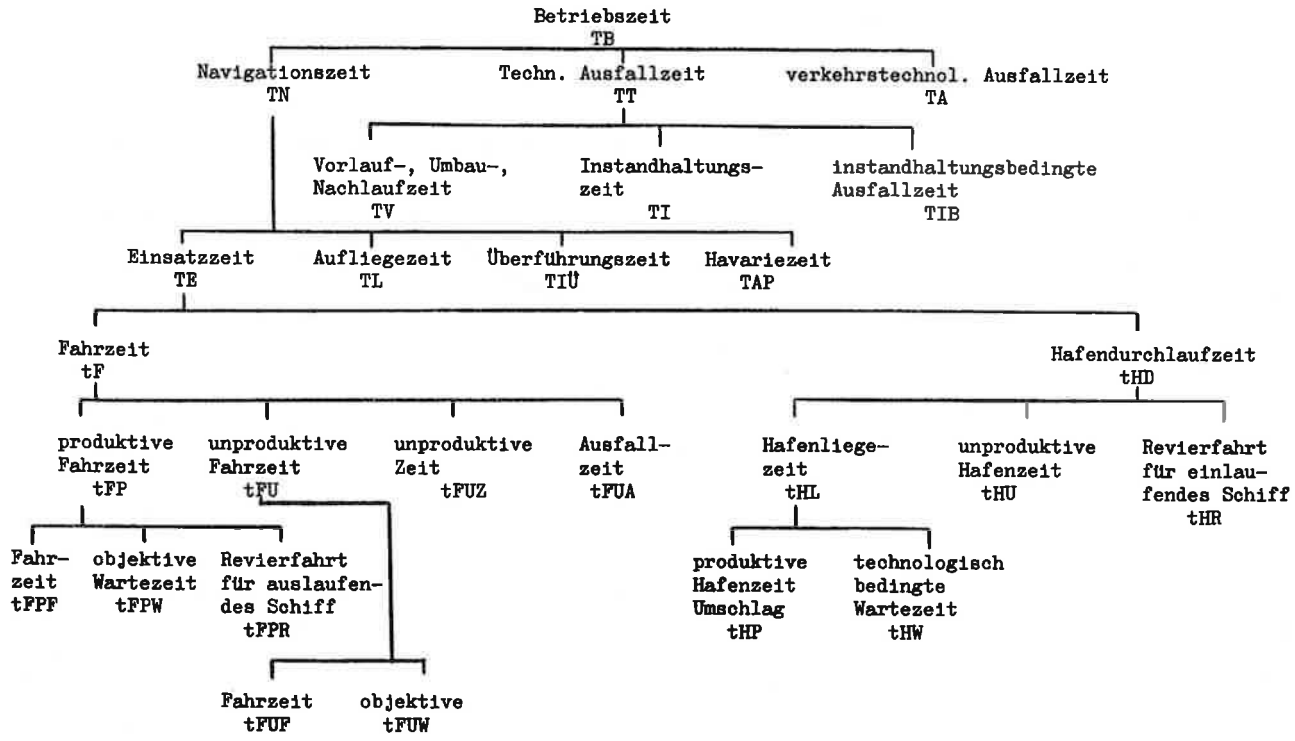 Betriebszeit
TB
Navigationszeit
TN
Techn. Ausfallzeit
TT
verkehrstechnol. Ausfallzeit
TA
Vorlauf-, Umbau-,
Nachlaufzeit
TV
Instandhaltungs-
zeit
TI
instandhaltungsbedingte
Ausfallzeit
TIB
Einsatzzeit
TE
Aufliegezeit
TL
Überführungszeit
TIÜ
Havariezeit
TAP
Fahrzeit
tF
Hafendurchlaufzeit
tHD
produktive
Fahrzeit
tFP
unproduktive
Fahrzeit
tFU
unproduktive
Zeit
tFUZ
Ausfall-
zeit
tFUA
Hafenliege-
zeit
tHL
unproduktive
Hafenzeit
tHU
Revierfahrt
für einlau-
fendes Schiff
tHR
Fahr-
zeit
tFPF
objektive
Wartezeit
tFPW
Revierfahrt
für auslaufen-
des Schiff
tFPR
produktive
Hafenzeit
Umschlag
tHP
technologisch
bedingte
Wartezeit
tHW
Fahrzeit
tFUF
objektive
tFUW